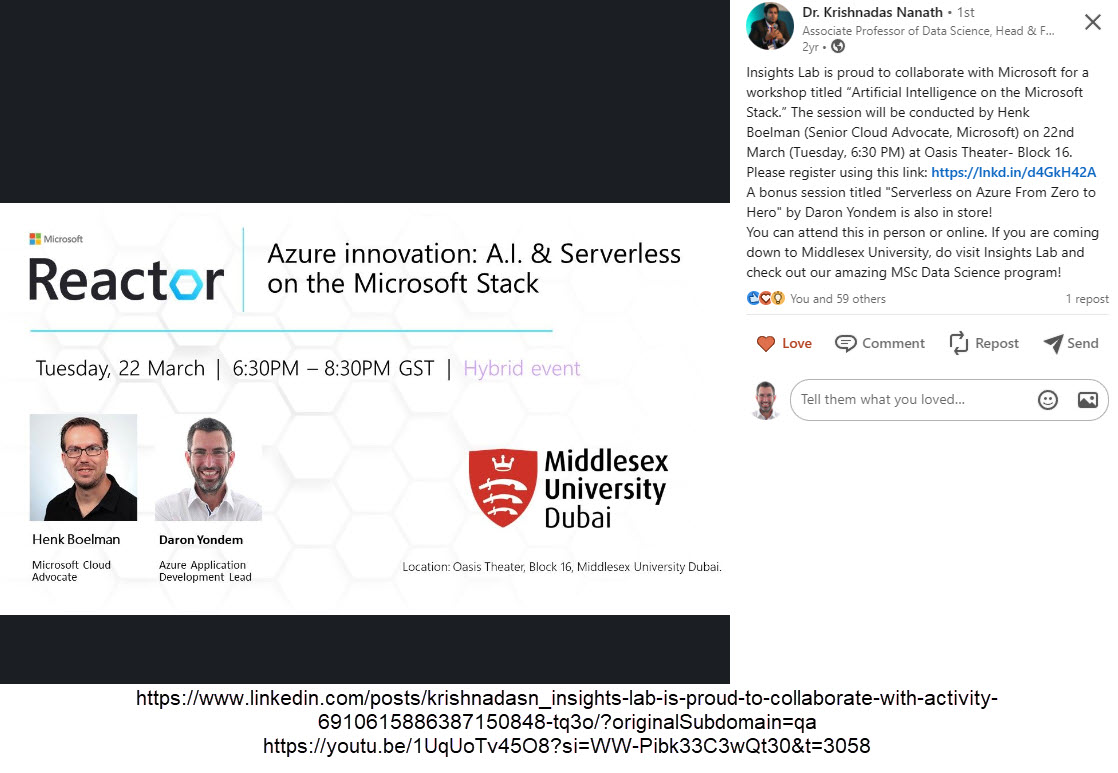 Microsoft
Reactor
Azure innovation: A.I. & Serverless
on the Microsoft Stack
Tuesday, 22 March | 6:30PM – 8:30PM GST | Hybrid event
Henk Boelman
Microsoft Cloud
Advocate
Daron Yondem
Azure Application
Development Lead
Middlesex
University
Dubai
Location: Oasis Theater, Block 16, Middlesex University Dubai.
Dr. Krishnadas Nanath • 1st
Associate Professor of Data Science, Head & F...
2yr •
Insights Lab is proud to collaborate with Microsoft for a
workshop titled “Artificial Intelligence on the Microsoft
Stack.” The session will be conducted by Henk
Boelman (Senior Cloud Advocate, Microsoft) on 22nd
March (Tuesday, 6:30 PM) at Oasis Theater- Block 16.
Please register using this link: https://lnkd.in/d4GkH42A
A bonus session titled "Serverless on Azure From Zero to
Hero" by Daron Yondem is also in store!
You can attend this in person or online. If you are coming
down to Middlesex University, do visit Insights Lab and
check out our amazing MSc Data Science program!
You and 59 others
1 repost
Love Comment Repost Send
Tell them what you loved...
https://www.linkedin.com/posts/krishnadasn_insights-lab-is-proud-to-collaborate-with-activity-
6910615886387150848-tq3o/?originalSubdomain=qa
https://youtu.be/1UqUoTv45O8?si=WW-Pibk33C3wQt30&t=3058